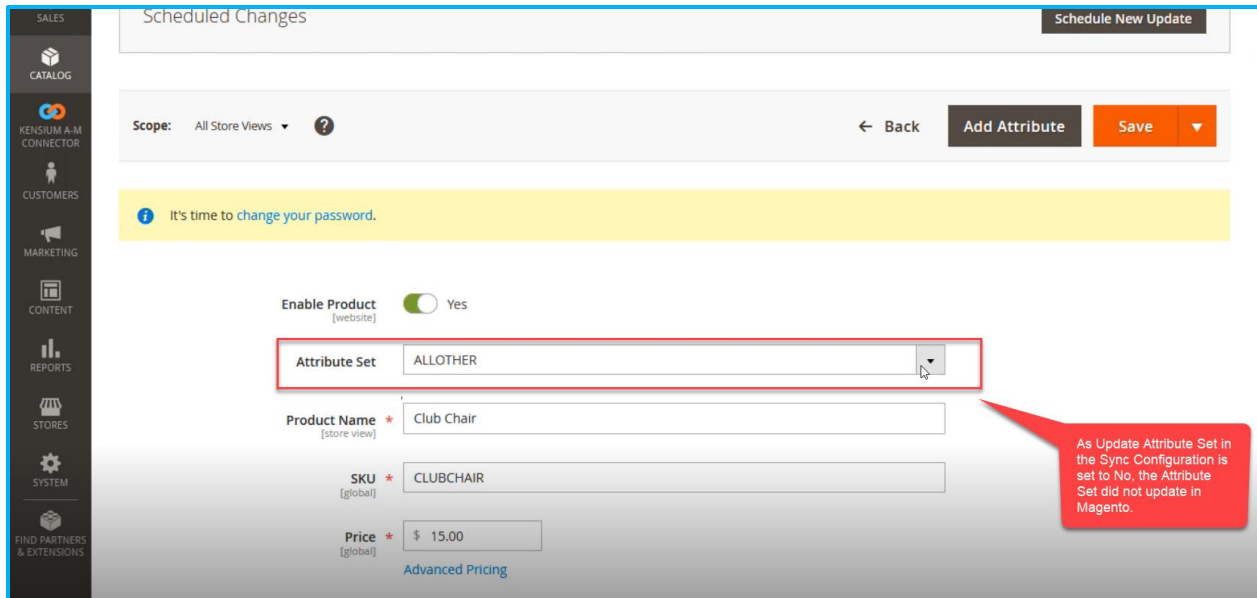 SALES
CATALOG
KENSIUM A-M
CONNECTOR
CUSTOMERS
MARKETING
CONTENT
REPORTS
STORES
SYSTEM
FIND PARTNERS
& EXTENSIONS
Scheduled Changes
Schedule New Update
Scope: All Store Views ?
← Back
Add Attribute
Save
It's time to change your password.
Enable Product Yes
[website]
Attribute Set ALLOTHER
Product Name * Club Chair
[store view]
SKU * CLUBCHAIR
[global]
Price * $ 15.00
[global]
Advanced Pricing
As Update Attribute Set in
the Sync Configuration is
set to No, the Attribute
Set did not update in
Magento.